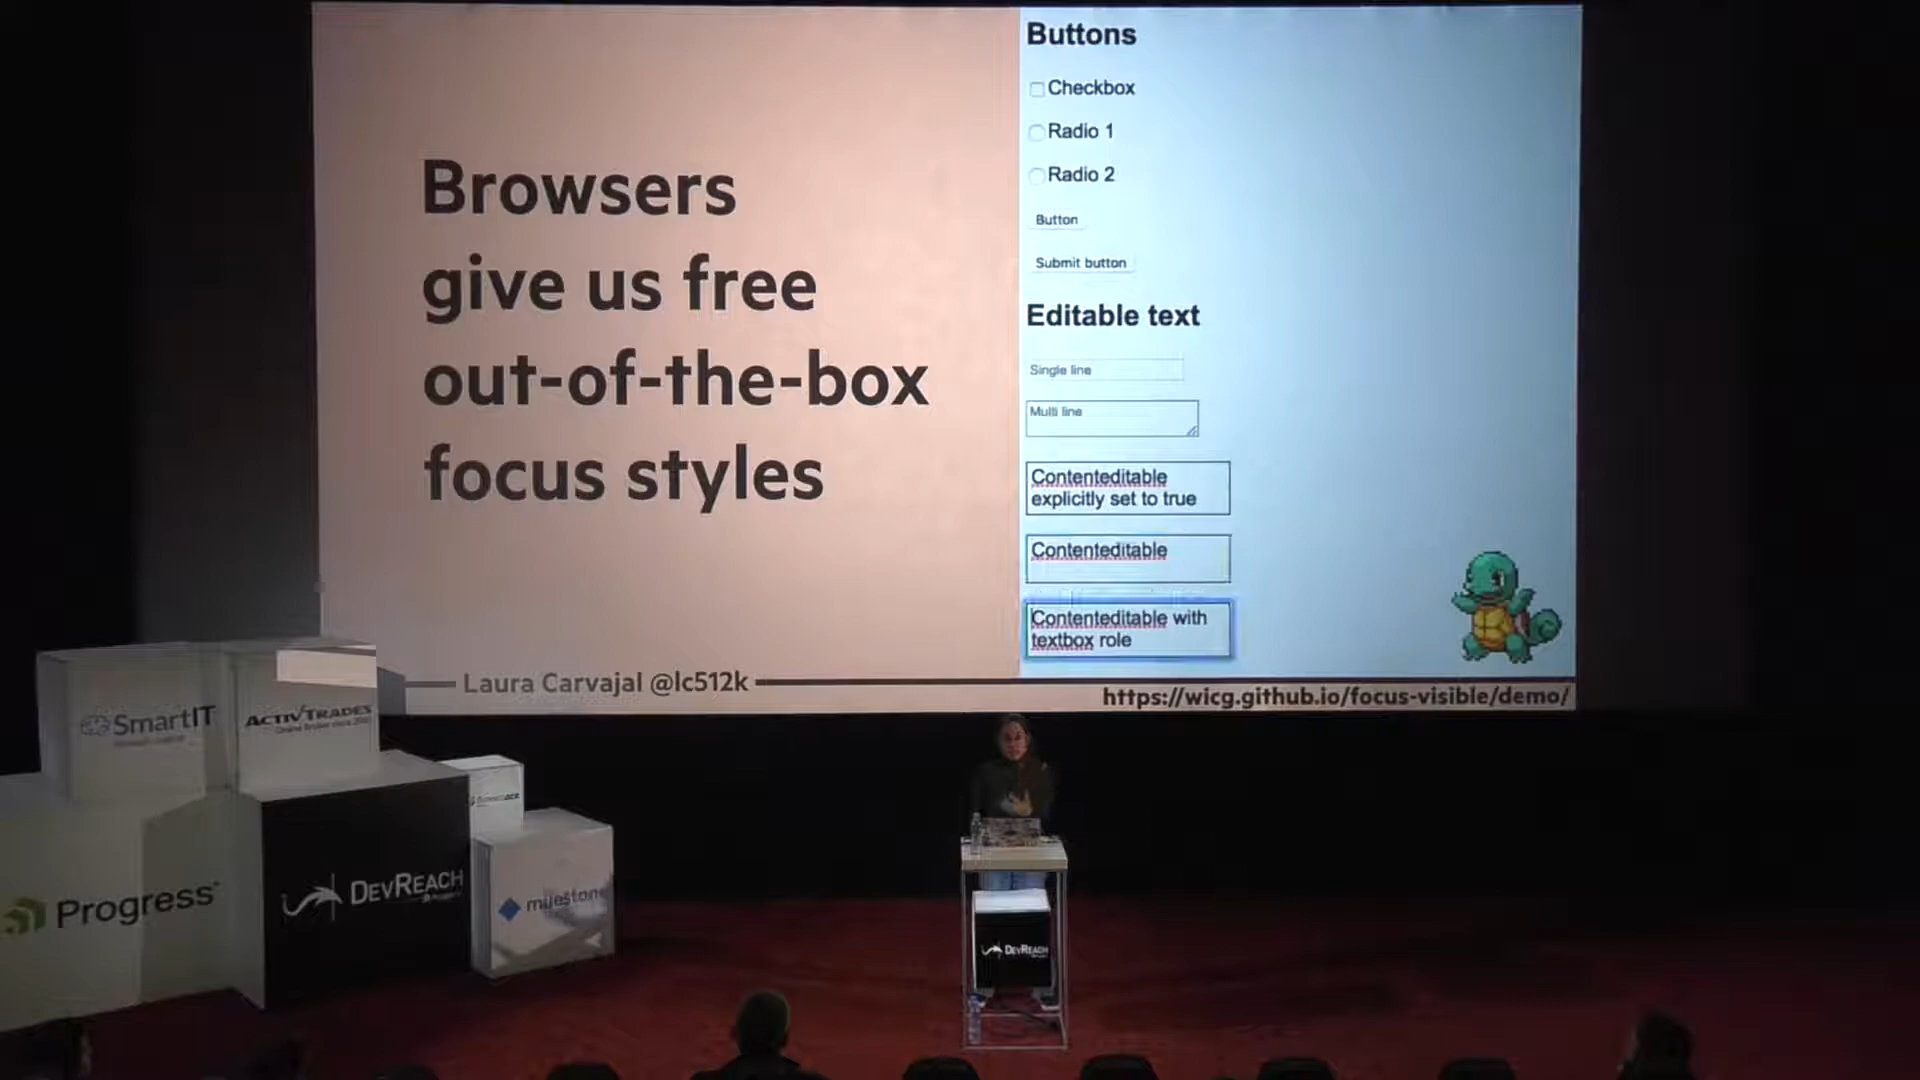 Browsers
give us free
out-of-the-box
focus styles
Buttons
Checkbox
Radio 1
Radio 2
Button
Submit button
Editable text
Single line
Multi line
Contenteditable
explicitly set to true
Contenteditable
Contenteditable with
textbox role
Laura Carvajal @lc512k
https://wicg.github.io/focus-visible/demo/
SmartIT
ACTIVTRADES
Progress
DEVREACH
milestone
DEVREACH